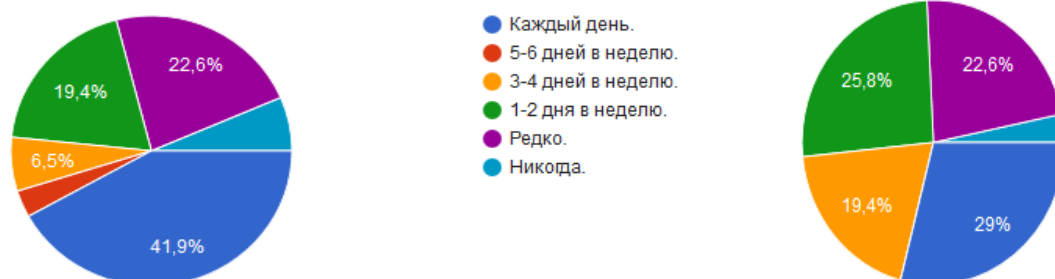 22,6%
19,4%
6,5%
41,9%
Каждый день.
5-6 дней в неделю.
3-4 дней в неделю.
1-2 дня в неделю.
Редко.
Никогда.
25,8%
22,6%
19,4%
29%